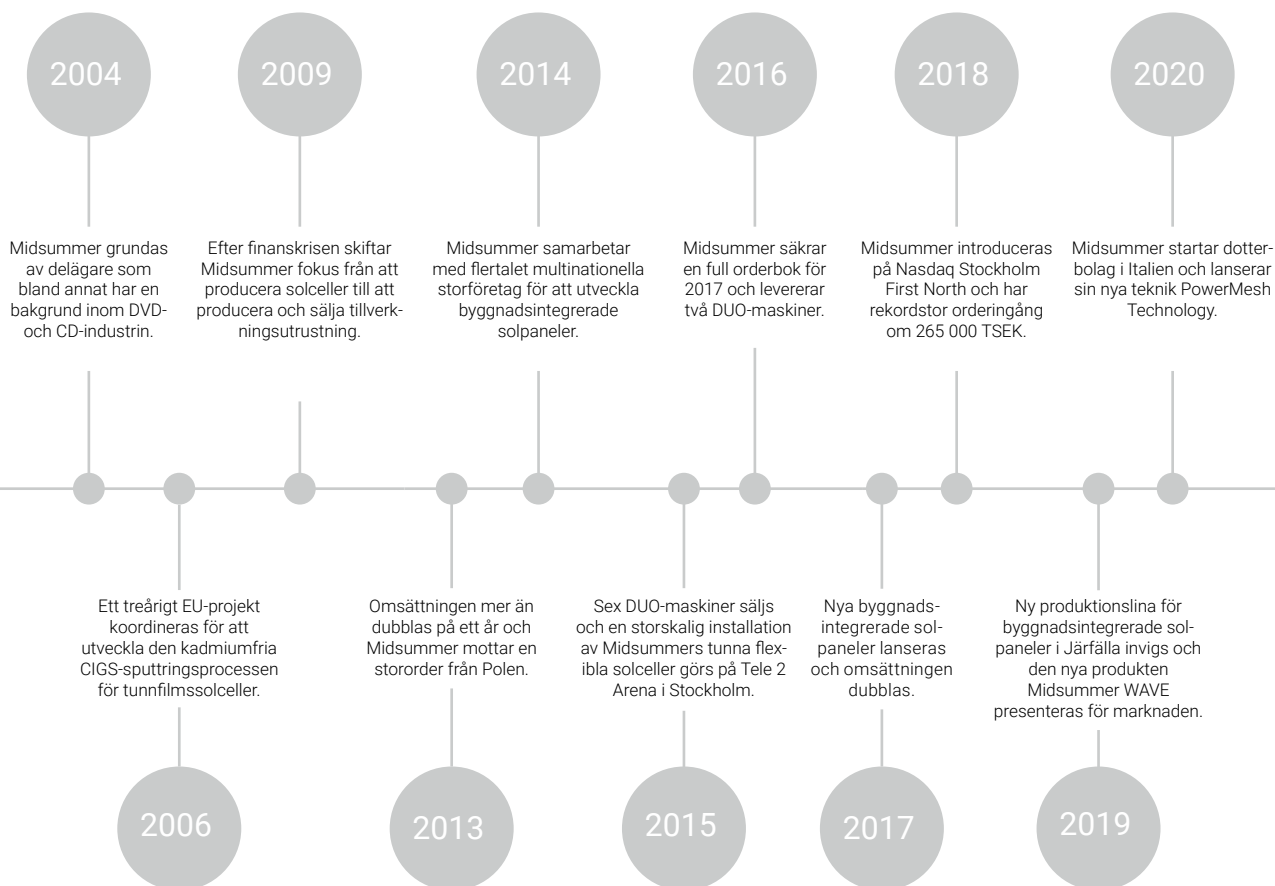 2004
2009
2014
2016
2018
2020
Midsummer grundas
av delägare som
bland annat har en
bakgrund inom DVD-
och CD-industrin.
Efter finanskrisen skiftar
Midsummer fokus från att
producera solceller till att
producera och sälja tillverk-
ningsutrustning.
Midsummer samarbetar
med flertalet multinationella
storföretag för att utveckla
byggnadsintegrerade
solpaneler.
Midsummer säkrar
en full orderbok för
2017 och levererar
två DUO-maskiner.
Midsummer introduceras
på Nasdaq Stockholm
First North och har
rekordstor orderingång
om 265 000 TSEK.
Midsummer startar dotter-
bolag i Italien och lanserar
sin nya teknik PowerMesh
Technology.
Ett treårigt EU-projekt
koordineras för att
utveckla den kadmiumfria
CIGS-sputtringsprocessen
för tunnfilmssolceller.
Omsättningen mer än
dubblas på ett år och
Midsummer mottar en
stororder från Polen.
Sex DUO-maskiner säljs
och en storskalig installation
av Midsummers tunna flex-
ibla solceller görs på Tele 2
Arena i Stockholm.
Nya byggnads-
integrerade sol-
paneler lanseras
och omsättningen
dubblas.
Ny produktionslina för
byggnadsintegrerade sol-
paneler i Järfälla invigs och
den nya produkten
Midsummer WAVE
presenteras för marknaden.
2006
2013
2015
2017
2019